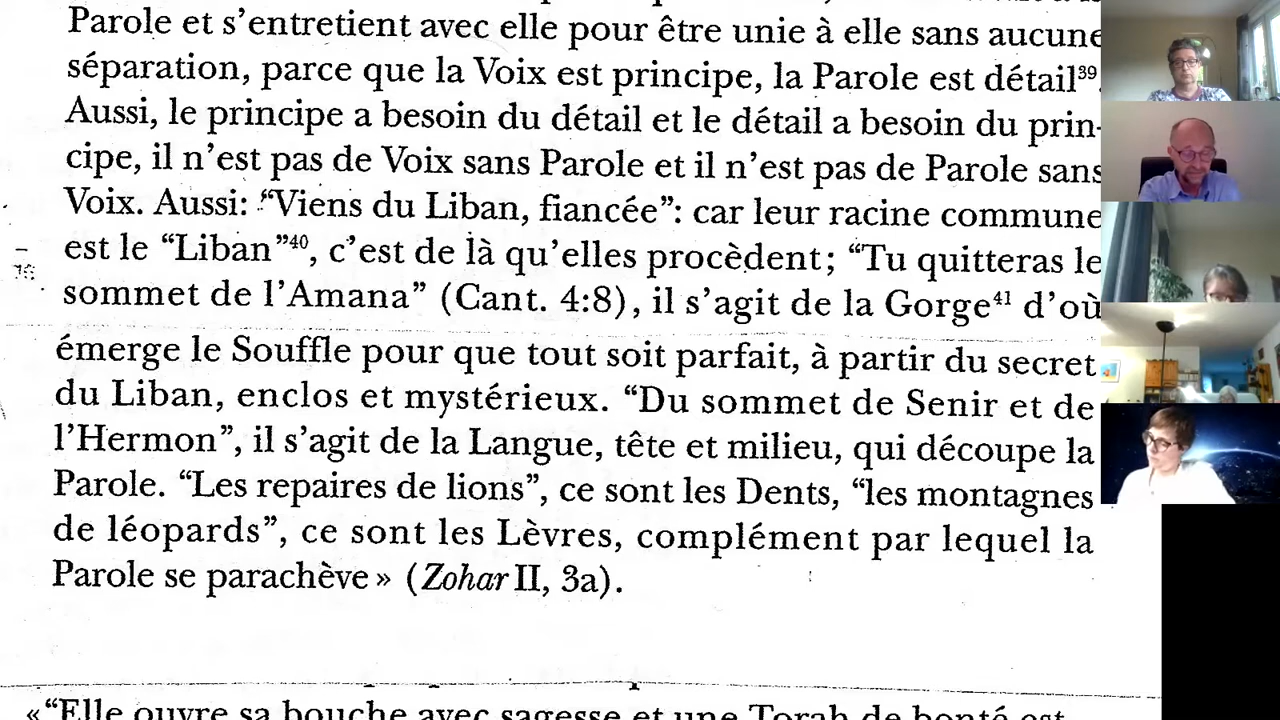 Parole et s’entretient avec elle pour être unie à elle sans aucune
séparation, parce que la Voix est principe, la Parole est détail³⁹.
Aussi, le principe a besoin du détail et le détail a besoin du prin-
cipe, il n’est pas de Voix sans Parole et il n’est pas de Parole sans
Voix. Aussi: “Viens du Liban, fiancée”: car leur racine commune
est le “Liban”⁴⁰, c’est de là qu’elles procèdent; “Tu quitteras le
sommet de l’Amana” (Cant. 4:8), il s’agit de la Gorge⁴¹ d’où
émerge le Souffle pour que tout soit parfait, à partir du secret
du Liban, enclos et mystérieux. “Du sommet de Senir et de
l’Hermon”, il s’agit de la Langue, tête et milieu, qui découpe la
Parole. “Les repaires de lions”, ce sont les Dents, “les montagnes
de léopards”, ce sont les Lèvres, complément par lequel la
Parole se parachève» (Zohar II, 3a).
«“Elle ouvre sa bouche avec sagesse et une Torah de bonté est